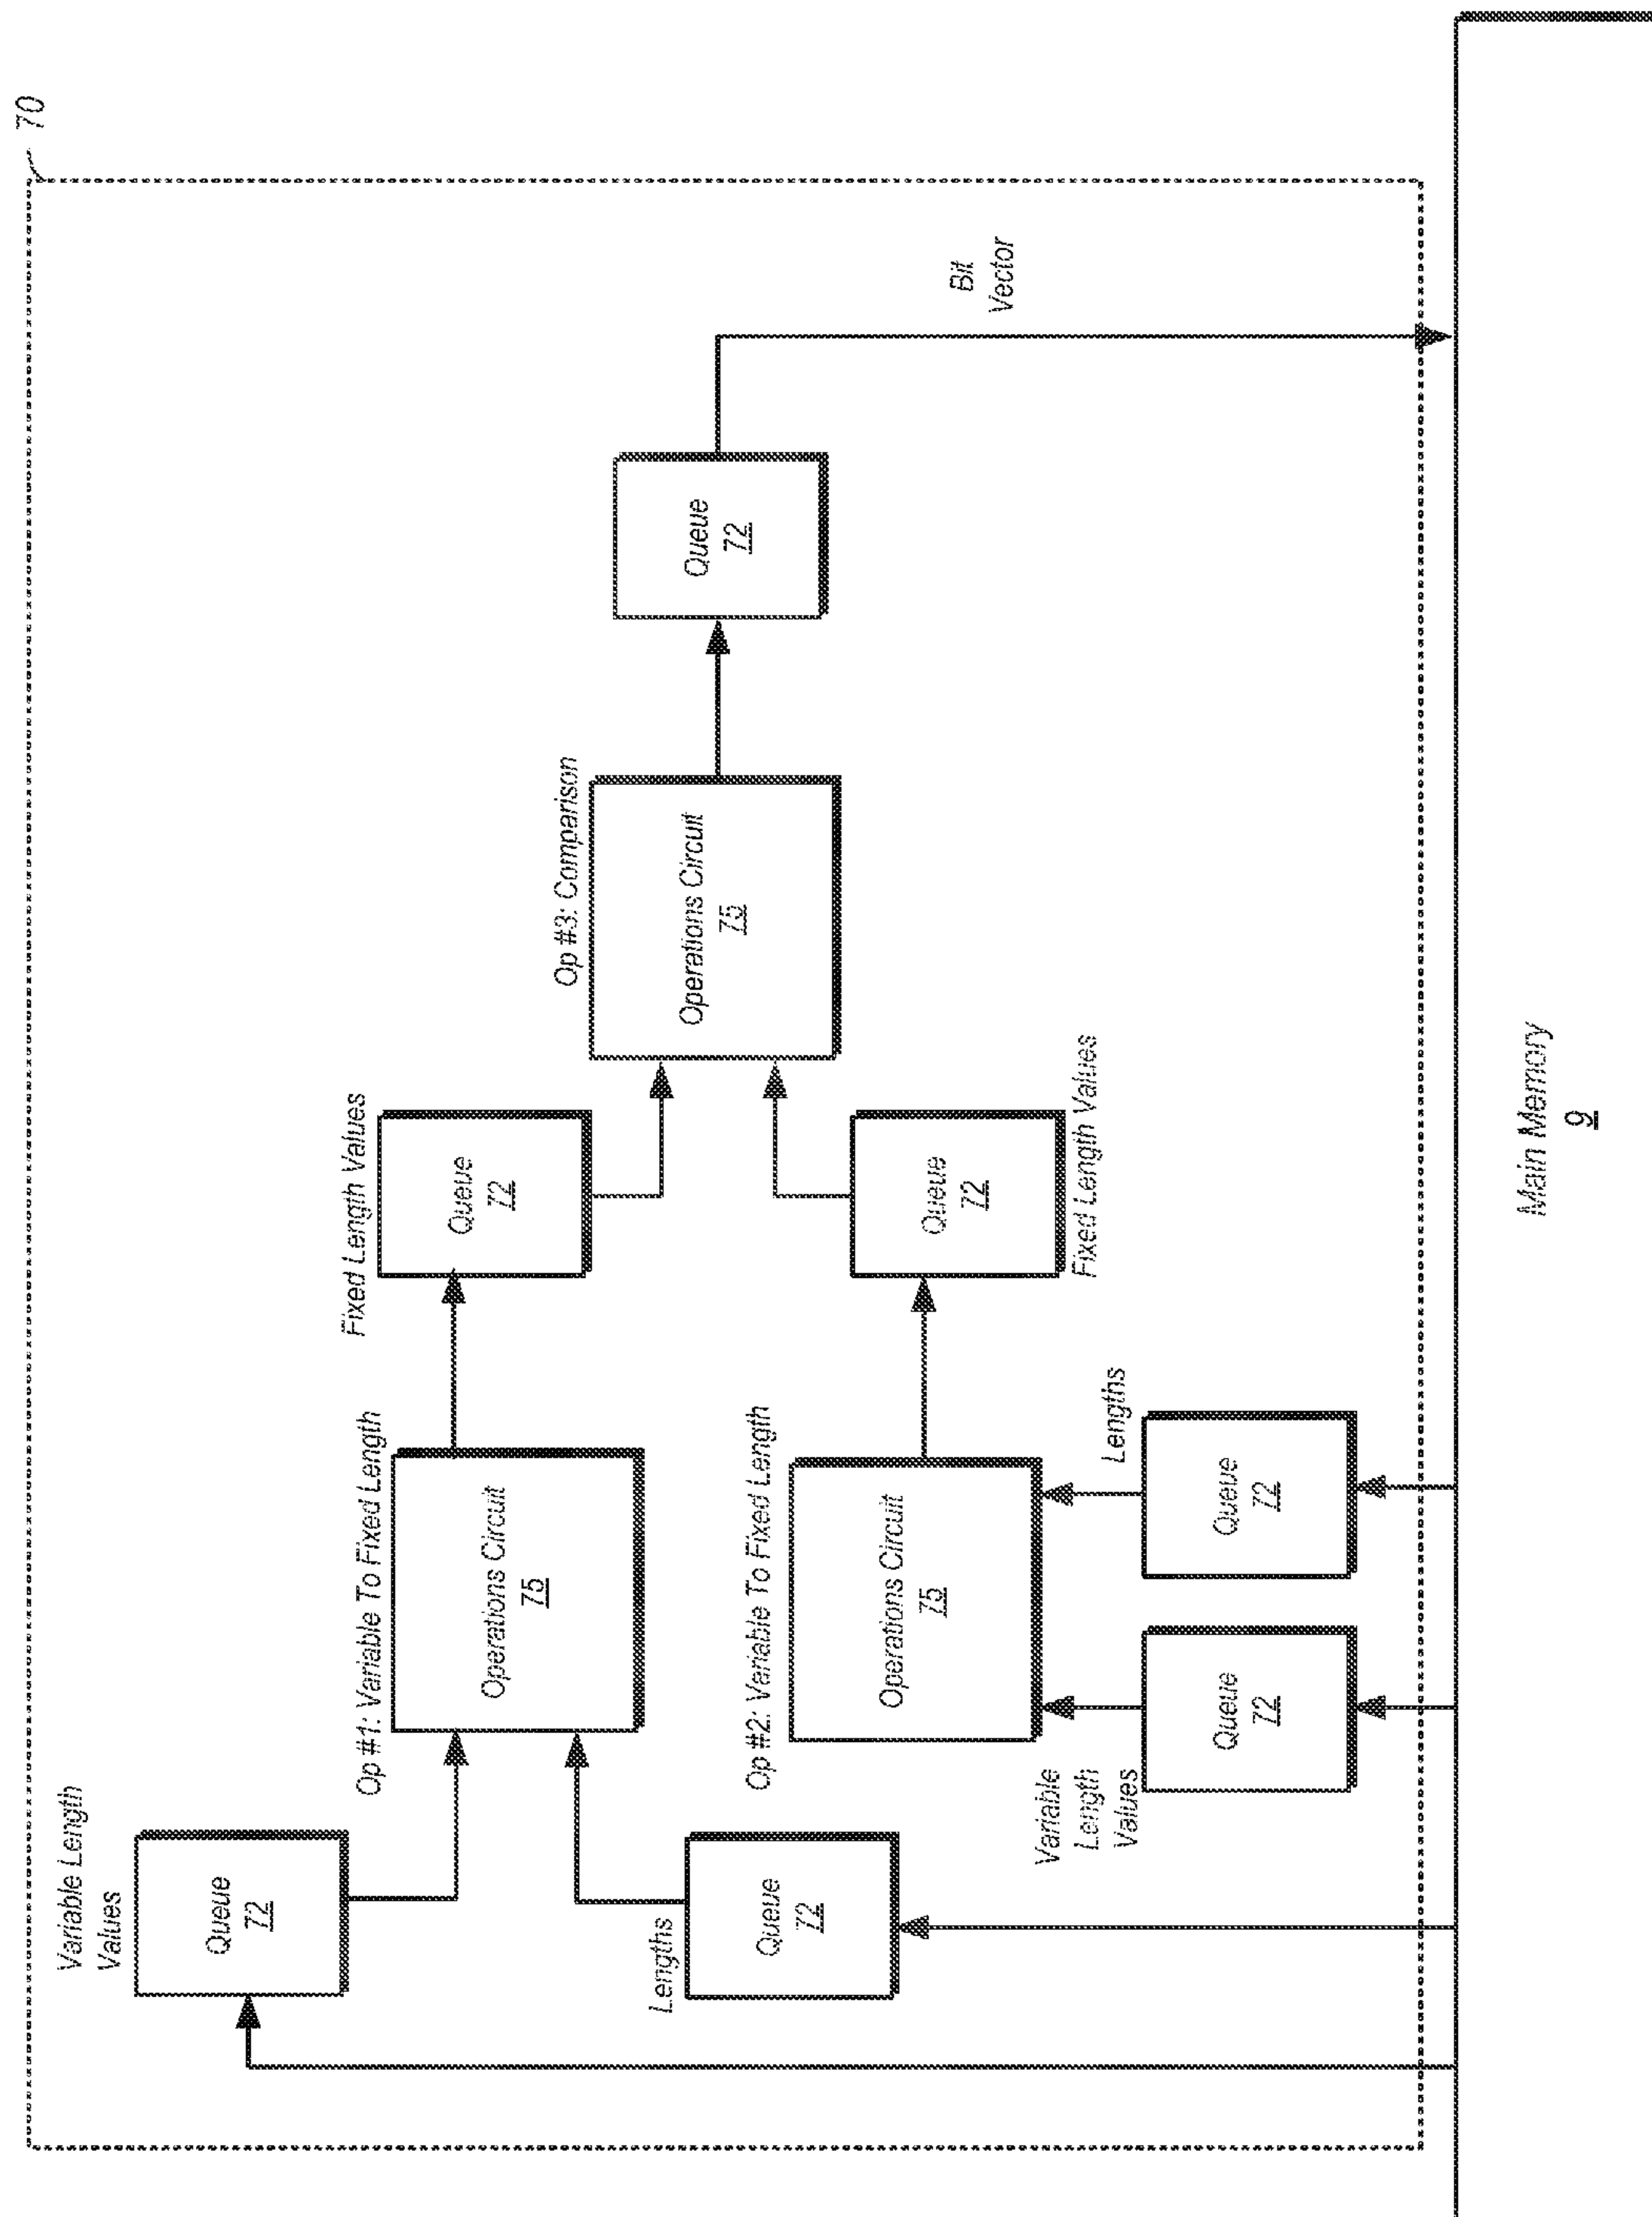 70
Variable Length
Values
Queue
72
Lengths
Queue
72
Op #1: Variable To Fixed Length
Operations Circuit
75
Fixed Length Values
Queue
72
Op #2: Variable To Fixed Length
Operations Circuit
75
Variable
Length
Values
Queue
72
Lengths
Queue
72
Queue
72
Fixed Length Values
Op #3: Comparison
Operations Circuit
75
Queue
72
Bit
Vector
Main Memory
9